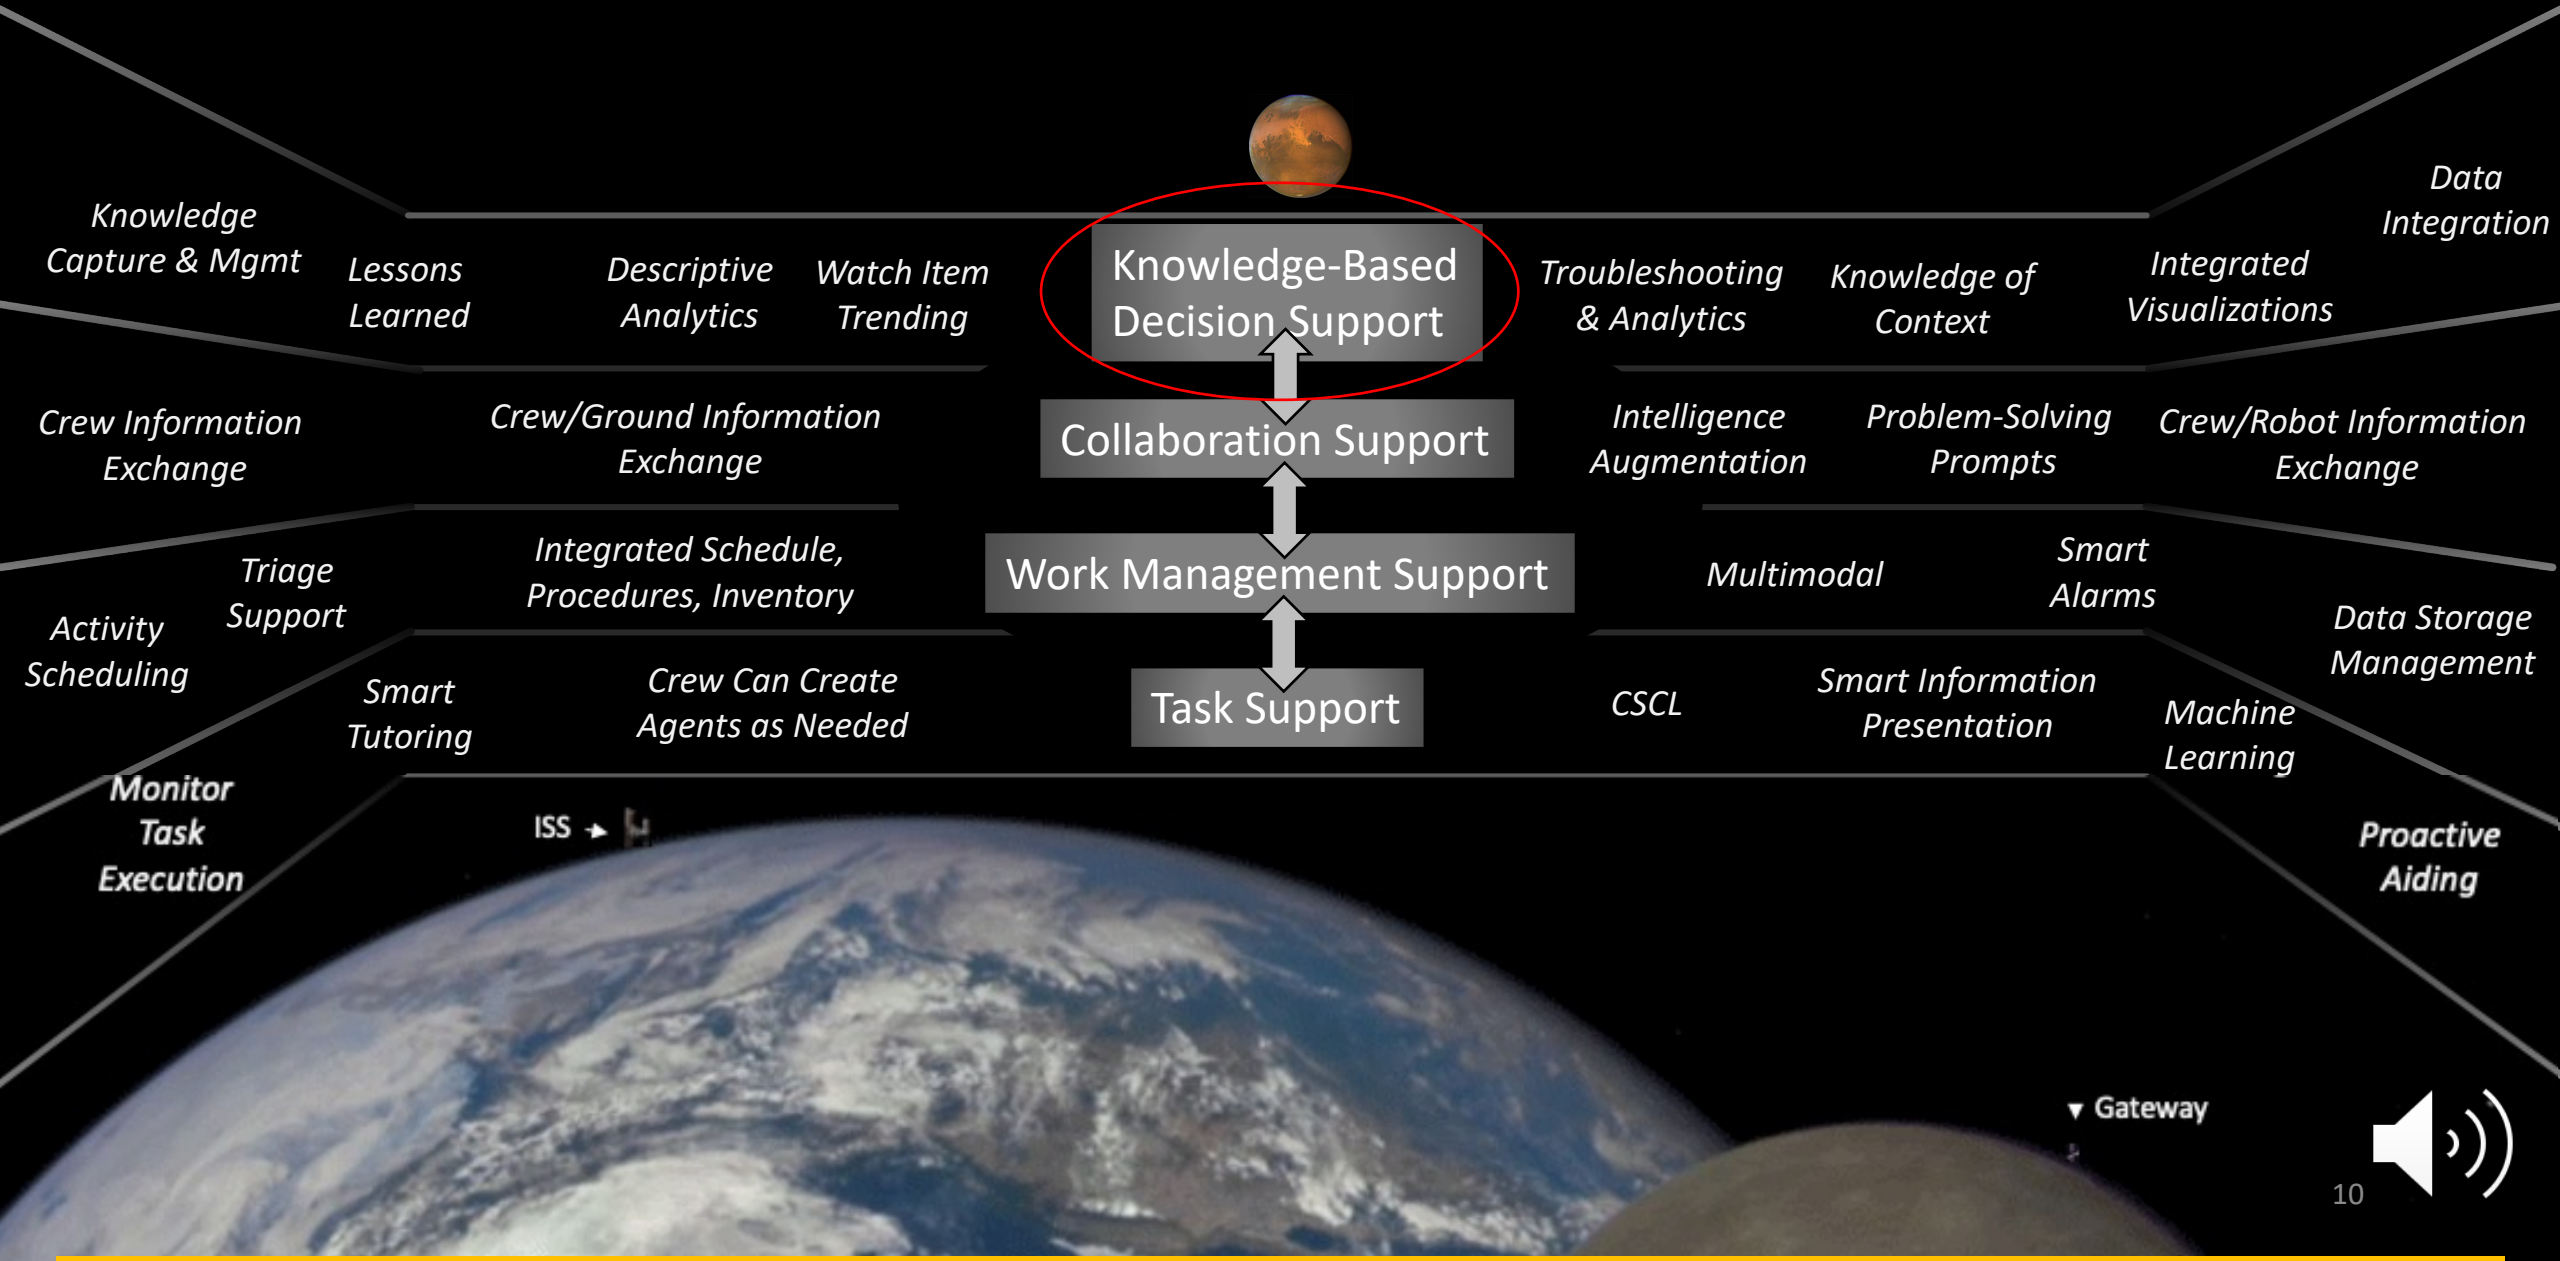 Knowledge
Capture & Mgmt
Lessons
Learned
Descriptive
Analytics
Watch Item
Trending
Knowledge-Based
Decision Support
Troubleshooting
& Analytics
Knowledge of
Context
Integrated
Visualizations
Data
Integration
Crew Information
Exchange
Crew/Ground Information
Exchange
Collaboration Support
Intelligence
Augmentation
Problem-Solving
Prompts
Crew/Robot Information
Exchange
Activity
Scheduling
Triage
Support
Integrated Schedule,
Procedures, Inventory
Work Management Support
Multimodal
Smart
Alarms
Data Storage
Management
Monitor
Task
Execution
Smart
Tutoring
Crew Can Create
Agents as Needed
Task Support
CSCL
Smart Information
Presentation
Machine
Learning
Proactive
Aiding
ISS
Gateway
10